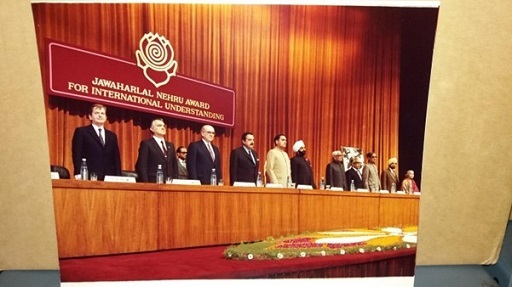 JAWAHARLAL NEHRU AWARD
FOR INTERNATIONAL UNDERSTANDING